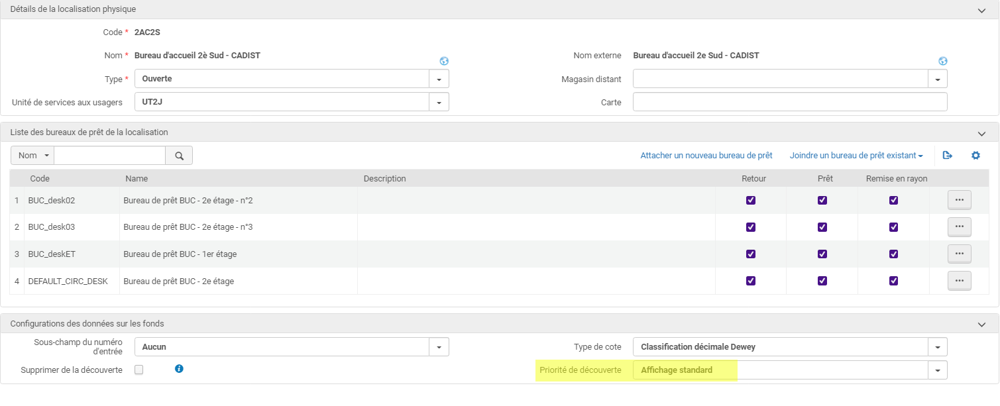 Détails de la localisation physique
Code * 2AC2S
Nom * Bureau d'accueil 2è Sud - CADIST
Nom externe Bureau d'accueil 2e Sud - CADIST
Type * Ouverte
Magasin distant
Unité de services aux usagers UT2J
Carte
Liste des bureaux de prêt de la localisation
Nom
Attacher un nouveau bureau de prêt Joindre un bureau de prêt existant
Code Name Description Retour Prêt Remise en rayon
1 BUC_desk02 Bureau de prêt BUC - 2e étage - n°2
2 BUC_desk03 Bureau de prêt BUC - 2e étage - n°3
3 BUC_deskET Bureau de prêt BUC - 1er étage
4 DEFAULT_CIRC_DESK Bureau de prêt BUC - 2e étage
Configurations des données sur les fonds
Sous-champ du numéro
d'entrée
Aucun
Type de cote Classification décimale Dewey
Supprimer de la découverte
Priorité de découverte Affichage standard